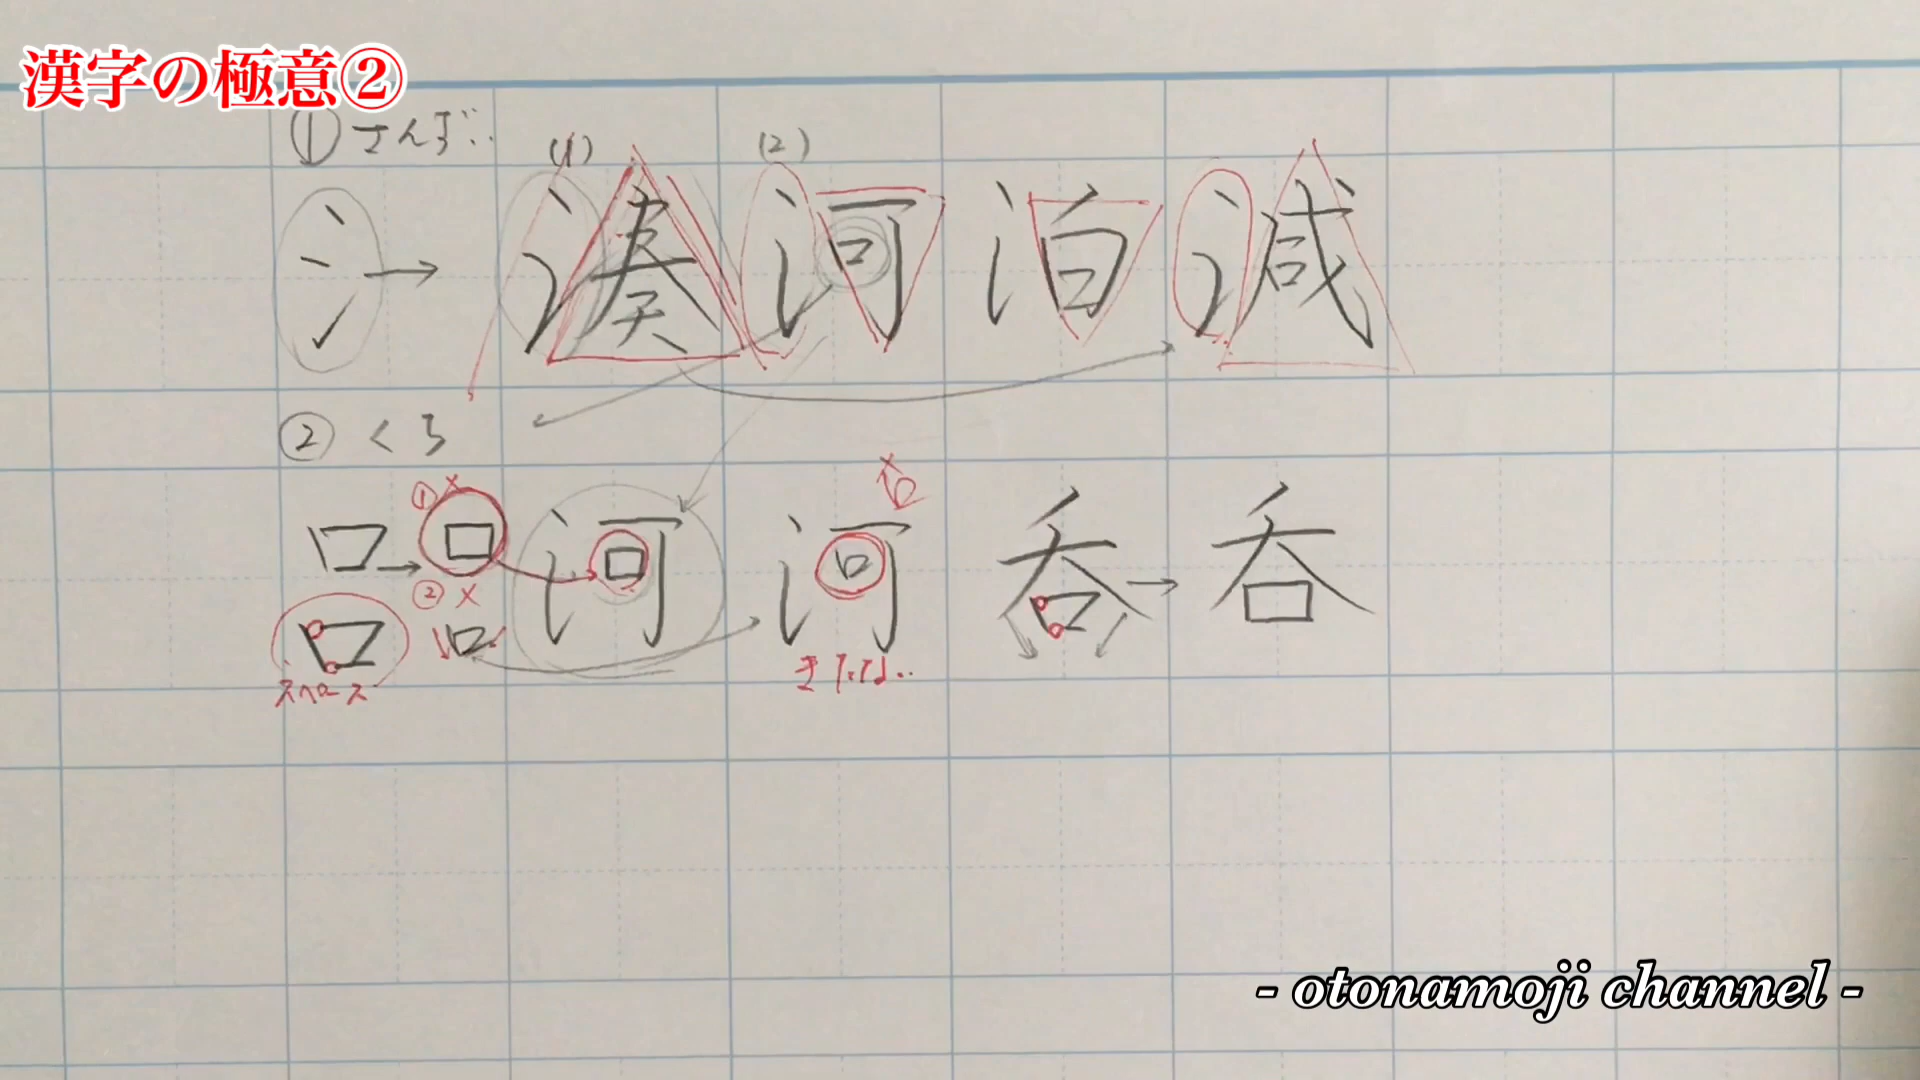 漢字の極意②
① さんずい
(1) (2)
氵→ 湊 河 泊 減
② くち
① × ×
口 → 口 河 河 呑 → 呑
② ×
口 口
きたない
スペース
- otonamoji channel -